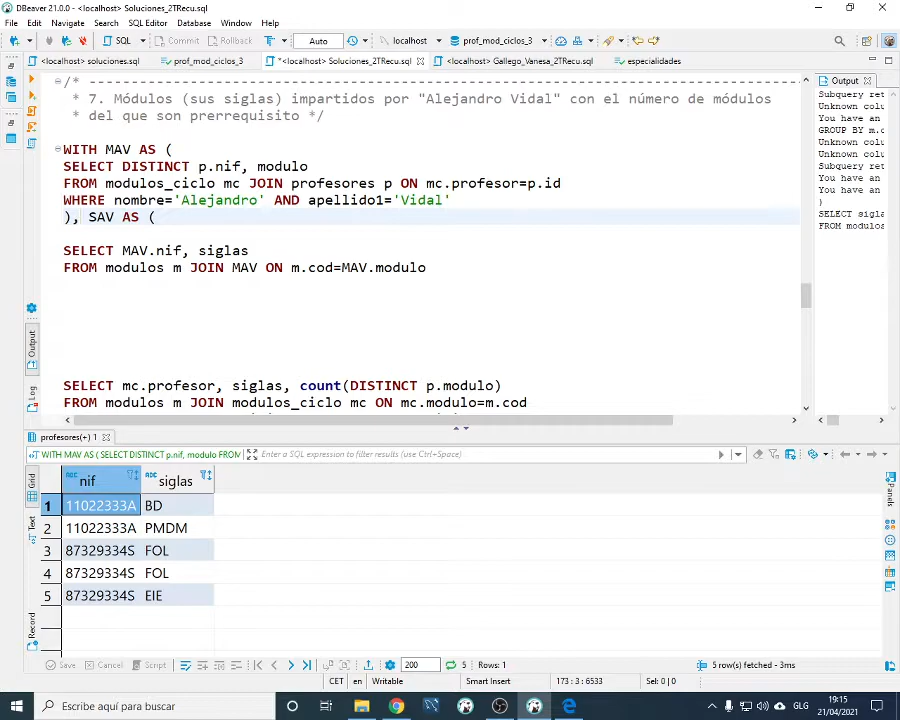 DBeaver 21.0.0 - <localhost> Soluciones_2TRecu.sql
File Edit Navigate Search SQL Editor Database Window Help
SQL Commit Rollback Auto localhost prof_mod_ciclos_3
<localhost> soluciones.sql prof_mod_ciclos_3 *<localhost> Soluciones_2TRecu.sql <localhost> Gallego_Vanesa_2TRecu.sql especialidades
/* --------------------------------------------------------------------------------------
* 7. Módulos (sus siglas) impartidos por "Alejandro Vidal" con el número de módulos
* del que son prerrequisito */
WITH MAV AS (
SELECT DISTINCT p.nif, modulo
FROM modulos_ciclo mc JOIN profesores p ON mc.profesor=p.id
WHERE nombre='Alejandro' AND apellido1='Vidal'
), SAV AS (
SELECT MAV.nif, siglas
FROM modulos m JOIN MAV ON m.cod=MAV.modulo
SELECT mc.profesor, siglas, count(DISTINCT p.modulo)
FROM modulos m JOIN modulos_ciclo mc ON mc.modulo=m.cod
Output
Subquery ret
Unknown colu
You have an
GROUP BY m.c
Unknown colu
Unknown colu
Subquery ret
You have an
You have an
)
SELECT sigla
FROM modulos
Output
Log
profesores(+) 1
WITH MAV AS ( SELECT DISTINCT p.nif, modulo FROM Enter a SQL expression to filter results (use Ctrl+Space)
Grid
Text
Record
Panels
nif siglas
1 11022333A BD
2 11022333A PMDM
3 87329334S FOL
4 87329334S FOL
5 87329334S EIE
Save Cancel Script 200 5 Rows: 1 5 row(s) fetched - 3ms
CET en Writable Smart Insert 173 : 3 : 6533 Sel: 0 | 0
Escribe aquí para buscar
GLG
19:15
21/04/2021